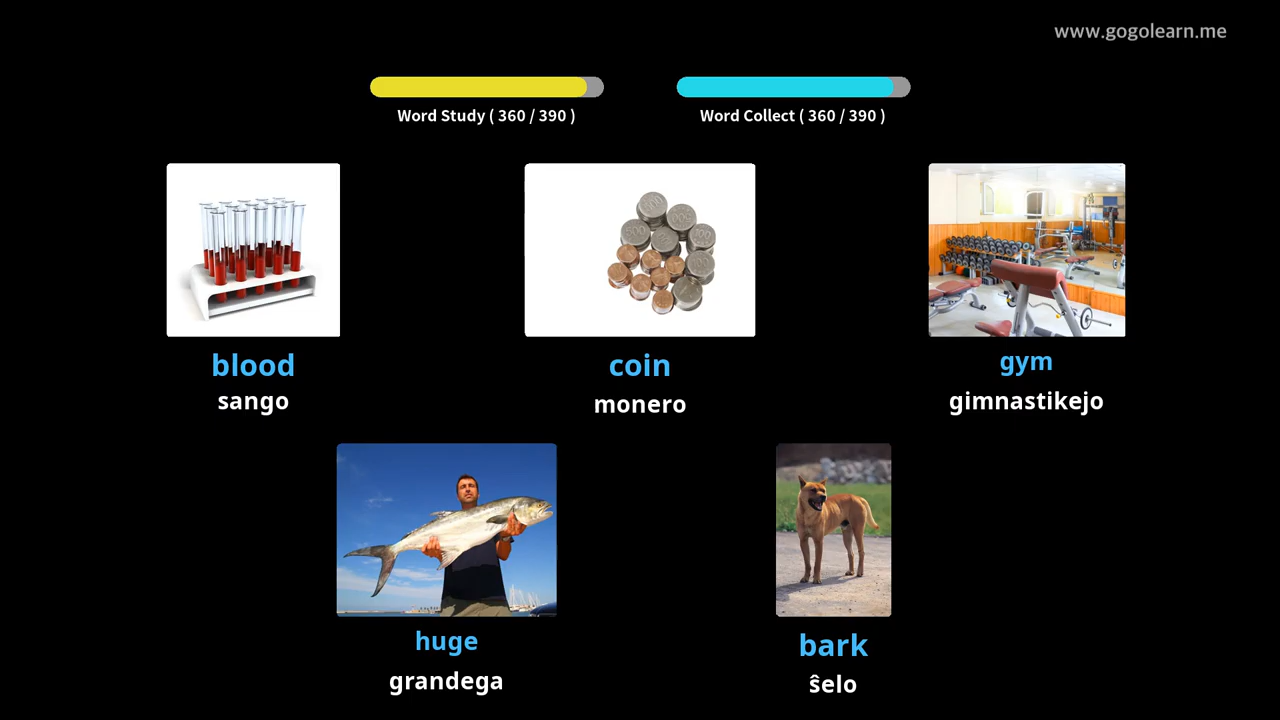 www.gogolearn.me
Word Study ( 360 / 390 )
Word Collect ( 360 / 390 )
blood
sango
coin
monero
gym
gimnastikejo
huge
grandega
bark
ŝelo